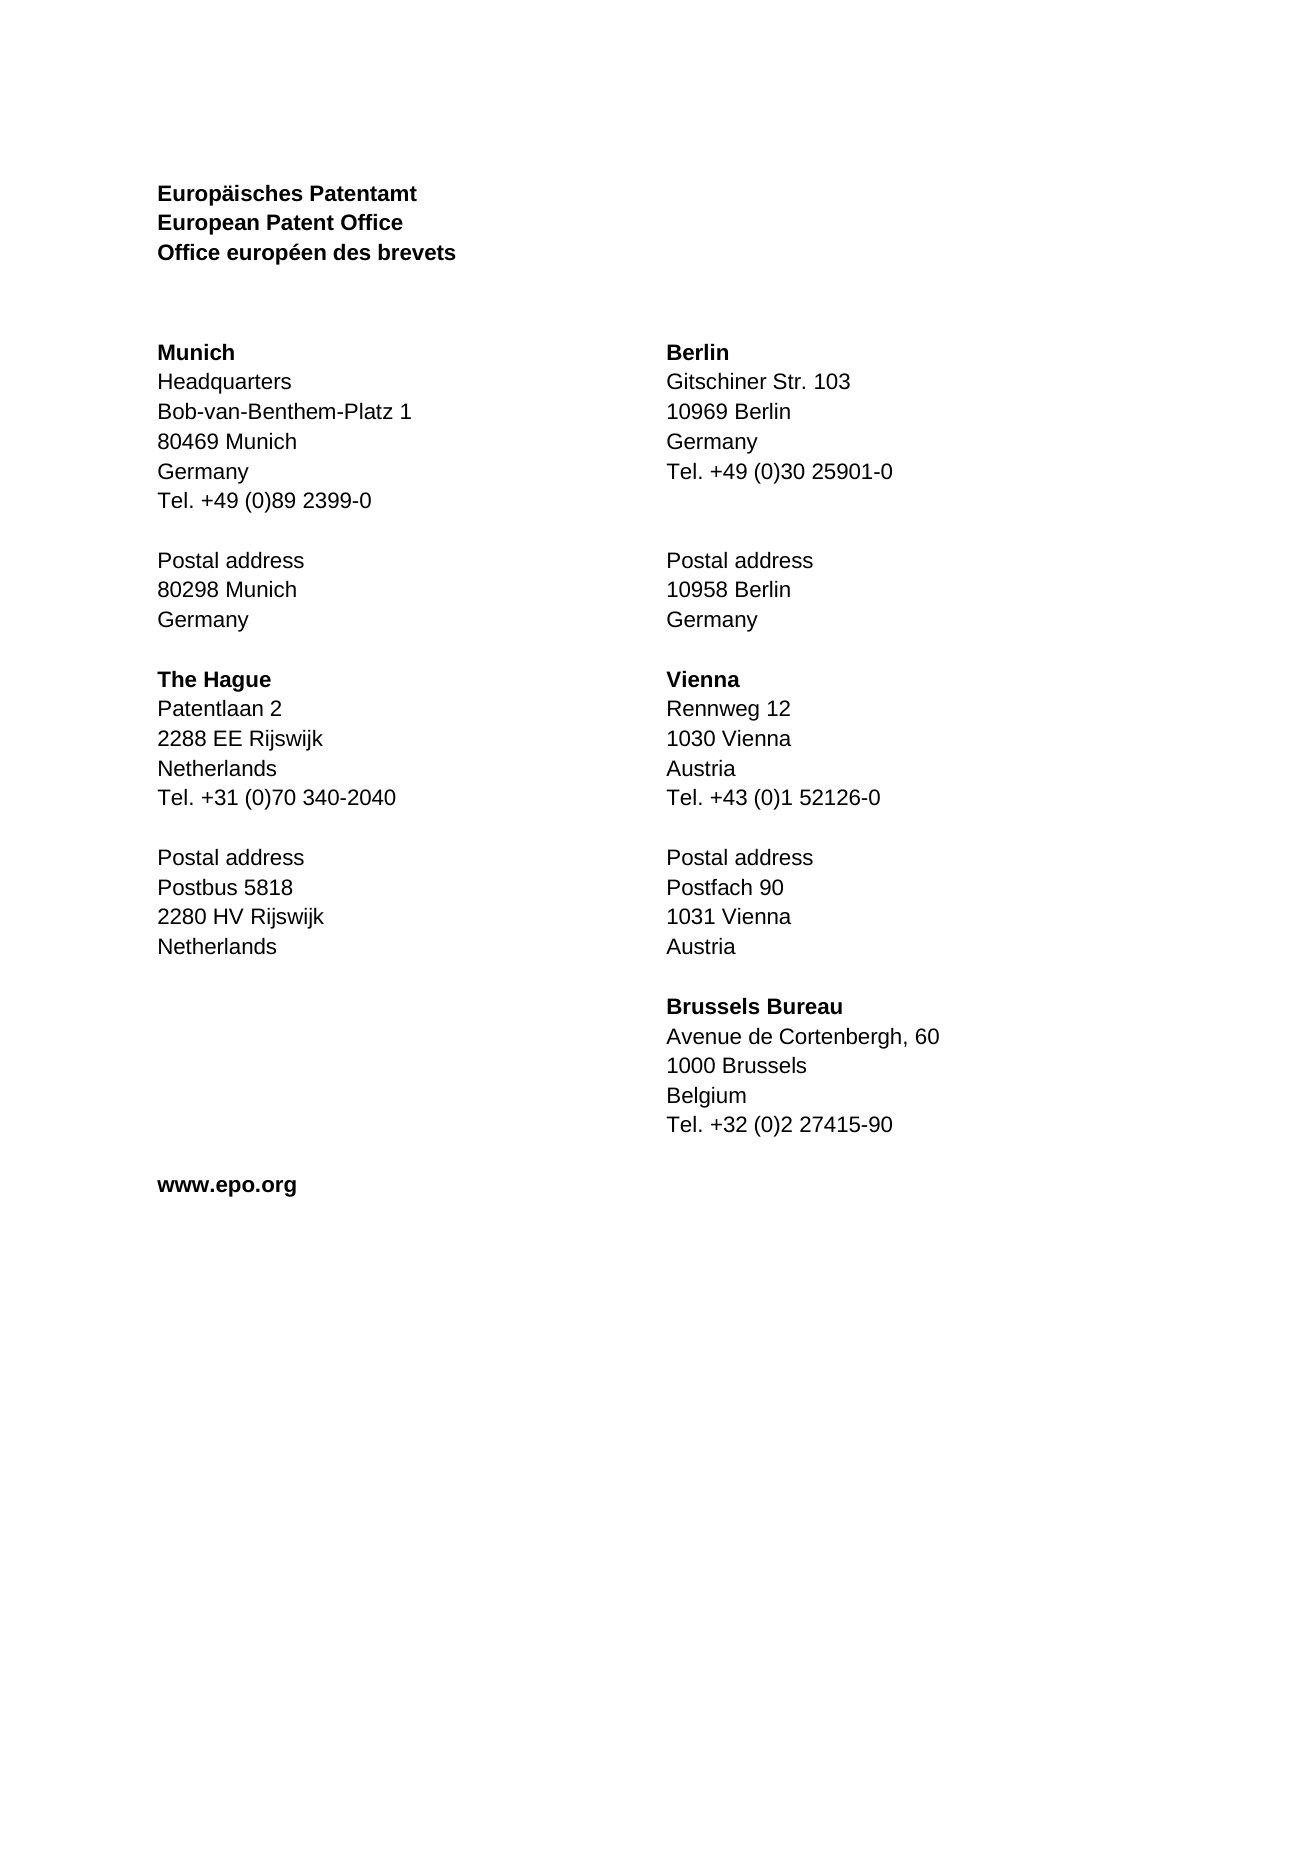 Europäisches Patentamt
European Patent Office
Office européen des brevets
Munich
Headquarters
Bob-van-Benthem-Platz 1
80469 Munich
Germany
Tel. +49 (0)89 2399-0
Postal address
80298 Munich
Germany
The Hague
Patentlaan 2
2288 EE Rijswijk
Netherlands
Tel. +31 (0)70 340-2040
Postal address
Postbus 5818
2280 HV Rijswijk
Netherlands
Berlin
Gitschiner Str. 103
10969 Berlin
Germany
Tel. +49 (0)30 25901-0
Postal address
10958 Berlin
Germany
Vienna
Rennweg 12
1030 Vienna
Austria
Tel. +43 (0)1 52126-0
Postal address
Postfach 90
1031 Vienna
Austria
Brussels Bureau
Avenue de Cortenbergh, 60
1000 Brussels
Belgium
Tel. +32 (0)2 27415-90
www.epo.org